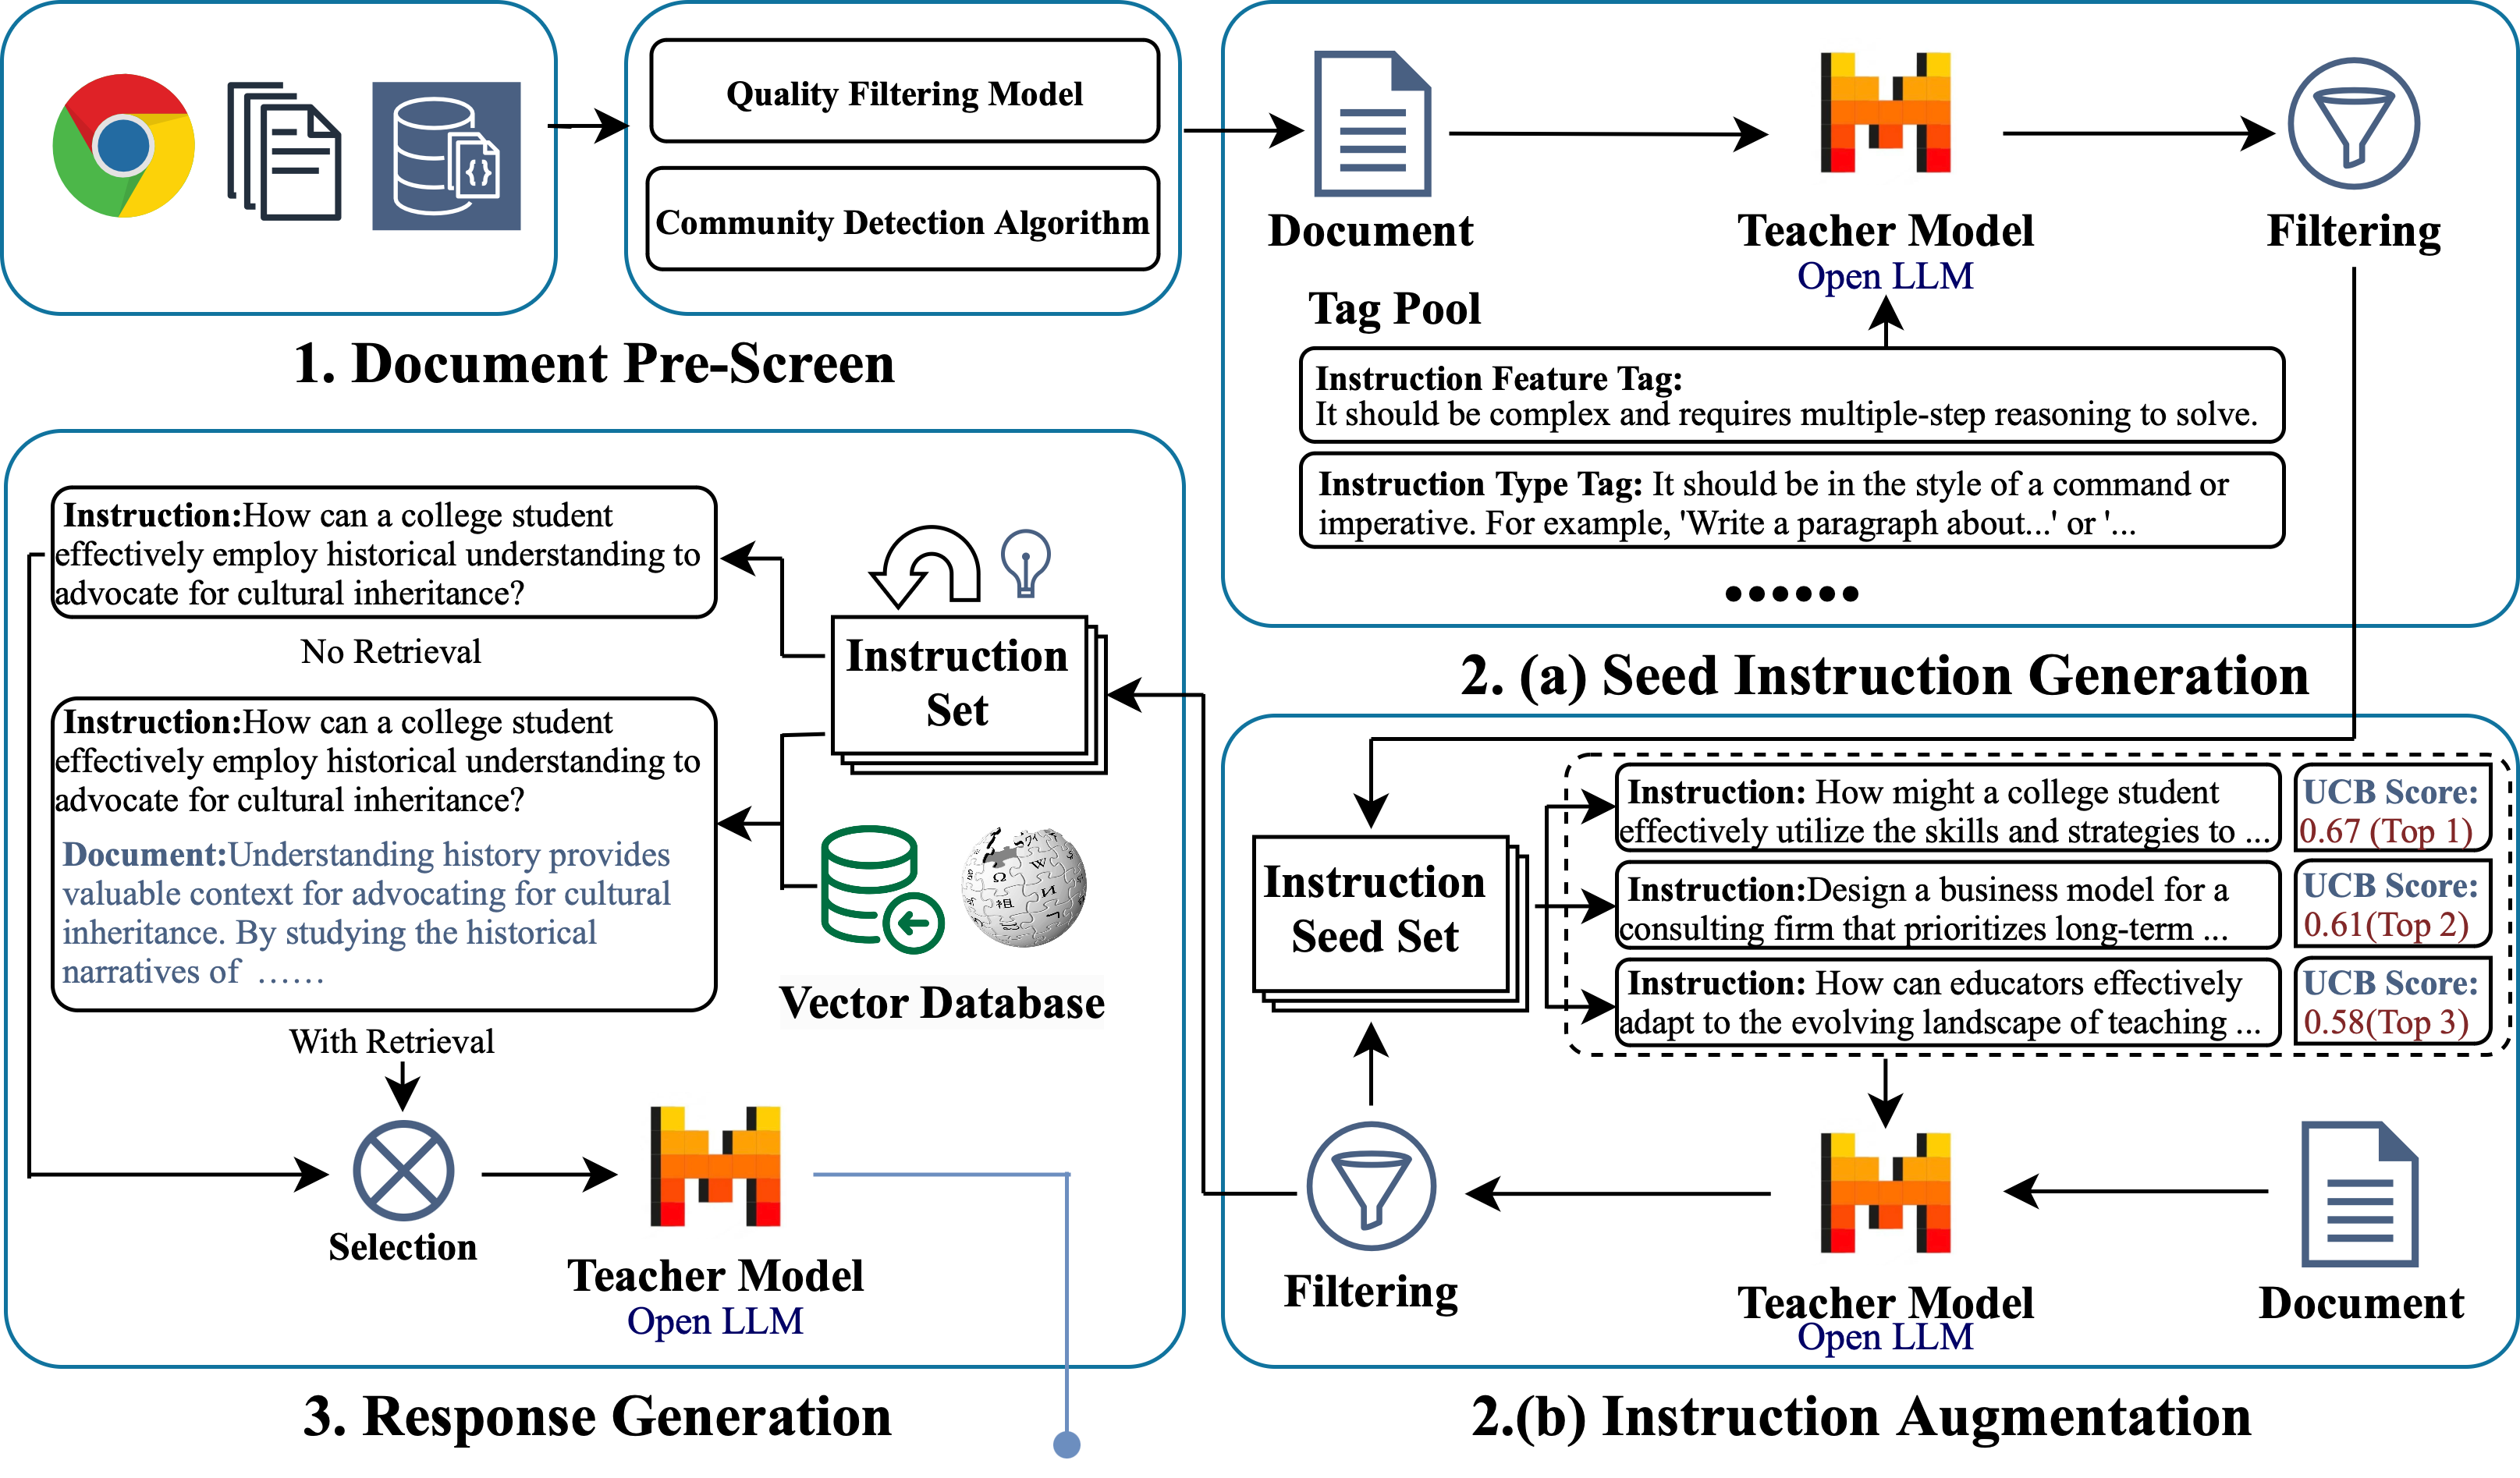 Quality Filtering Model
Community Detection Algorithm
1. Document Pre-Screen
Document
Teacher Model
Open LLM
Filtering
Tag Pool
Instruction Feature Tag:
It should be complex and requires multiple-step reasoning to solve.
Instruction Type Tag: It should be in the style of a command or
imperative. For example, 'Write a paragraph about...' or '...
......
2. (a) Seed Instruction Generation
Instruction
Seed Set
Instruction: How might a college student
effectively utilize the skills and strategies to ...
UCB Score:
0.67 (Top 1)
Instruction:Design a business model for a
consulting firm that prioritizes long-term ...
UCB Score:
0.61(Top 2)
Instruction: How can educators effectively
adapt to the evolving landscape of teaching ...
UCB Score:
0.58(Top 3)
Filtering
Teacher Model
Open LLM
Document
2.(b) Instruction Augmentation
Instruction:How can a college student
effectively employ historical understanding to
advocate for cultural inheritance?
No Retrieval
Instruction
Set
Instruction:How can a college student
effectively employ historical understanding to
advocate for cultural inheritance?
Document:Understanding history provides
valuable context for advocating for cultural
inheritance. By studying the historical
narratives of ……
With Retrieval
Vector Database
Selection
Teacher Model
Open LLM
3. Response Generation